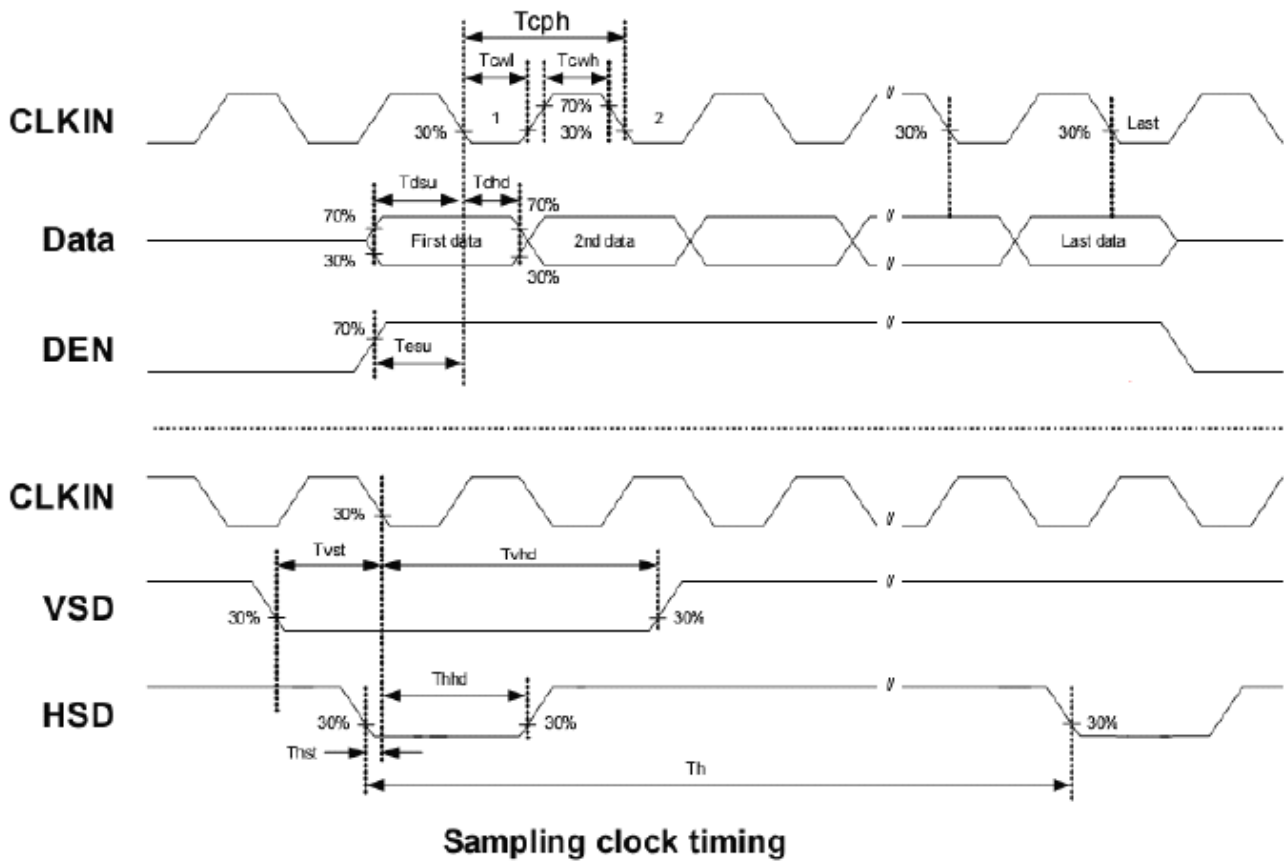 Tcph
Tcwl Tcwh
CLKIN 30% 1 70% 30% 2 // 30% 30% Last
Tdsu Tdhd
70% 70%
Data First data 2nd data // Last data
30% 30%
70%
DEN Tesu //
CLKIN 30% //
Tvst Tvhd
VSD 30% 30% //
Thhd
HSD 30% 30% // 30%
Thst
Th
Sampling clock timing